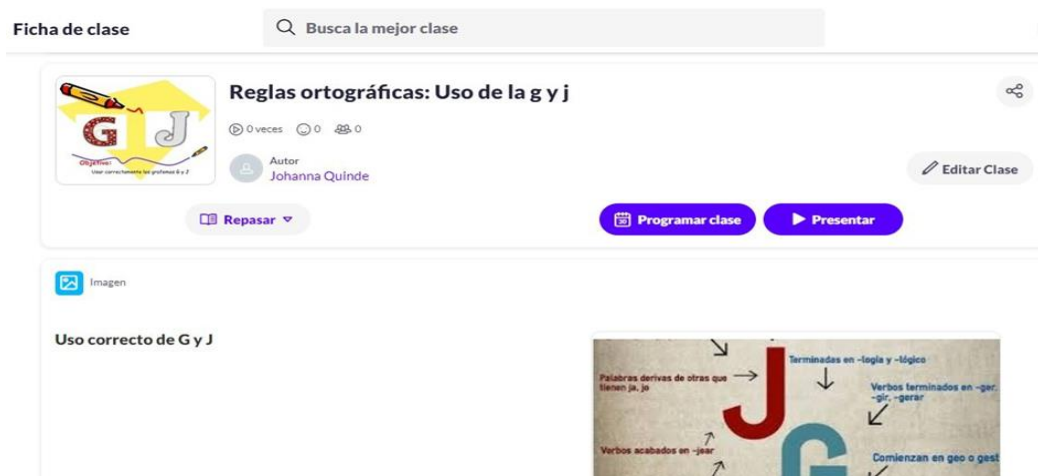 Ficha de clase
Busca la mejor clase
G J
Objetivo:
Usar correctamente los grafemas G y J
Reglas ortográficas: Uso de la g y j
0 veces 0 0
Autor
Johanna Quinde
Editar Clase
Repasar
Programar clase
Presentar
Imagen
Uso correcto de G y J
Terminadas en -logía y -lógico
Palabras derivas de otras que
tienen ja, jo
J
Verbos terminados en -ger,
-gir, -gerar
Verbos acabados en -jear
G
Comienzan en geo o gest